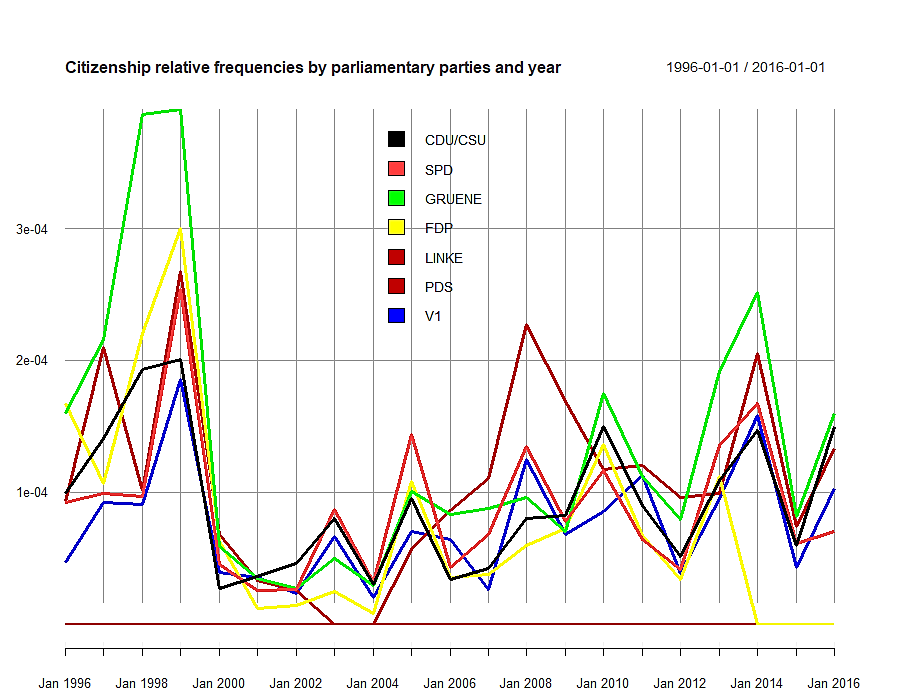 Citizenship relative frequencies by parliamentary parties and year
1996-01-01 / 2016-01-01
CDU/CSU
SPD
GRUENE
FDP
LINKE
PDS
V1
3e-04
2e-04
1e-04
Jan 1996 Jan 1998 Jan 2000 Jan 2002 Jan 2004 Jan 2006 Jan 2008 Jan 2010 Jan 2012 Jan 2014 Jan 2016